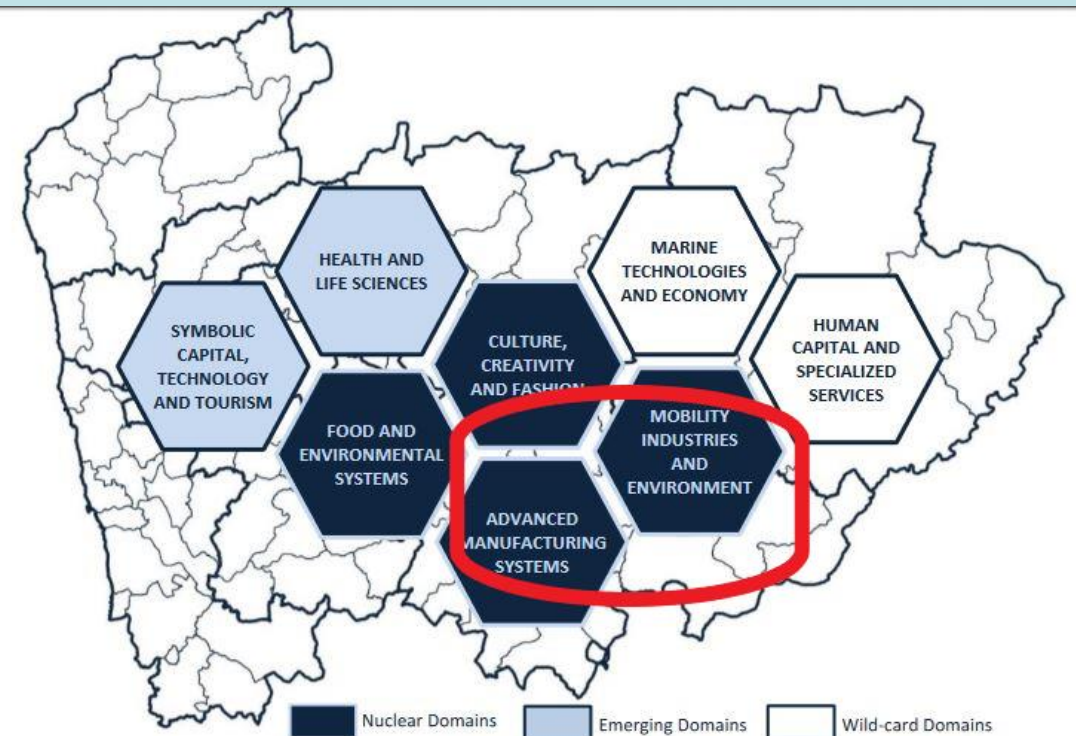 HEALTH AND
LIFE SCIENCES
MARINE
TECHNOLOGIES
AND ECONOMY
SYMBOLIC
CAPITAL,
TECHNOLOGY
AND TOURISM
CULTURE,
CREATIVITY
AND FASHION
HUMAN
CAPITAL AND
SPECIALIZED
SERVICES
FOOD AND
ENVIRONMENTAL
SYSTEMS
MOBILITY
INDUSTRIES
AND
ENVIRONMENT
ADVANCED
MANUFACTURING
SYSTEMS
Nuclear Domains
Emerging Domains
Wild-card Domains